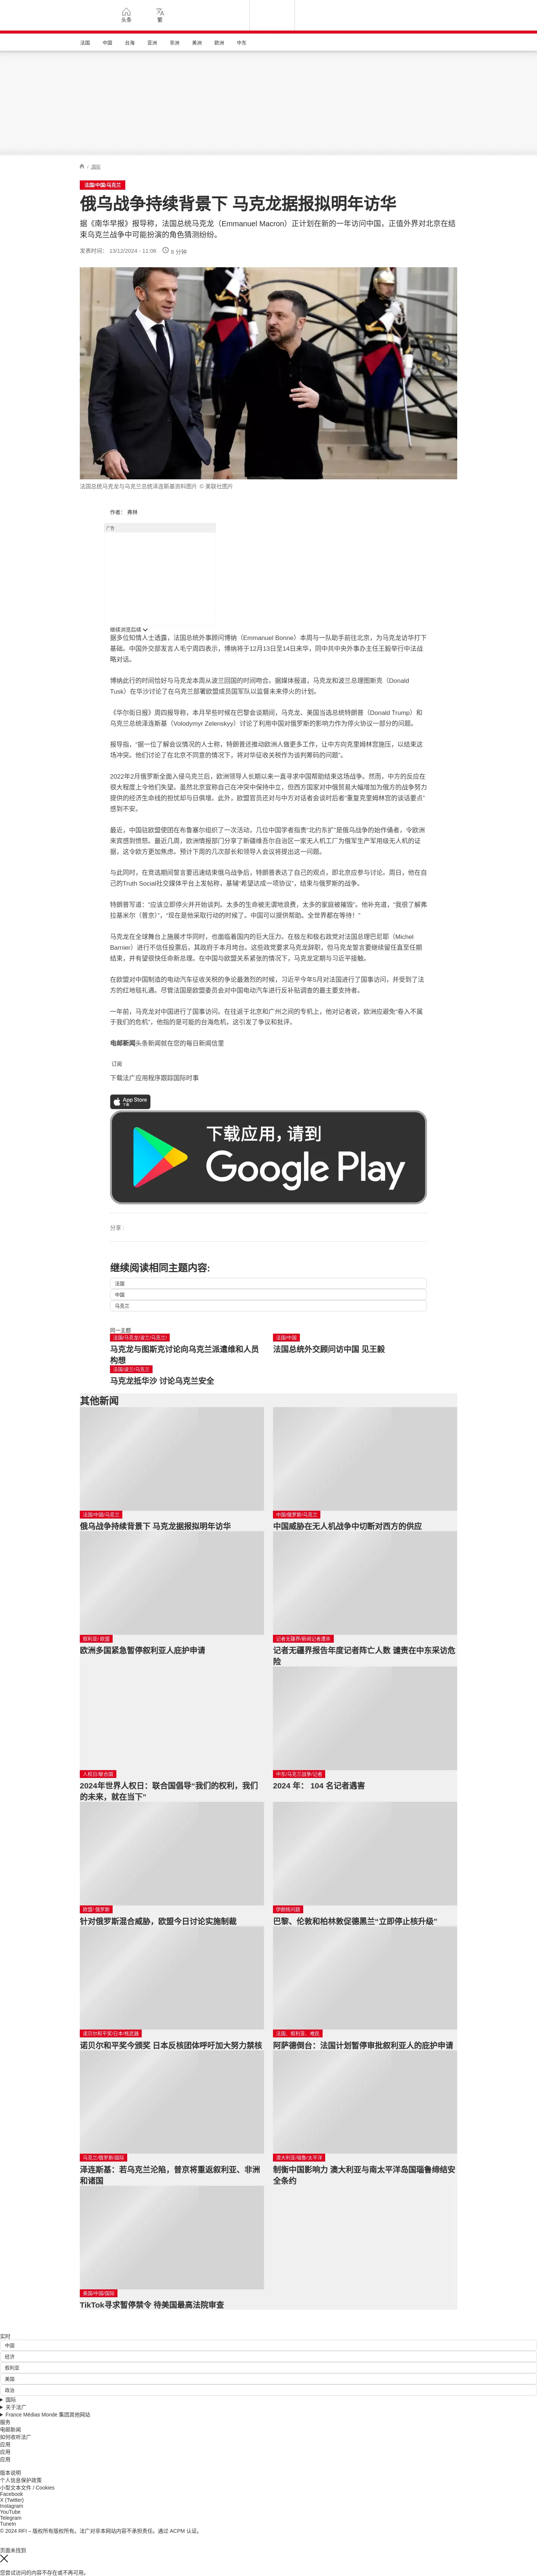 头条
繁
法国
中国
台海
亚洲
非洲
美洲
欧洲
中东
/ 国际
法国/中国/乌克兰
俄乌战争持续背景下 马克龙据报拟明年访华
据《南华早报》报导称，法国总统马克龙（Emmanuel Macron）正计划在新的一年访问中国，正值外界对北京在结
束乌克兰战争中可能扮演的角色猜测纷纷。
发表时间： 13/12/2024 - 11:06 8 分钟
法国总统马克龙与乌克兰总统泽连斯基资料图片 © 美联社图片
作者： 弗林
广告
继续浏览后续
据多位知情人士透露，法国总统外事顾问博纳（Emmanuel Bonne）本周与一队助手前往北京，为马克龙访华打下
基础。中国外交部发言人毛宁周四表示，博纳将于12月13日至14日来华，同中共中央外事办主任王毅举行中法战
略对话。
博纳此行的时间恰好与马克龙本周从波兰回国的时间吻合。据媒体报道，马克龙和波兰总理图斯克（Donald
Tusk）在华沙讨论了在乌克兰部署欧盟成员国军队以监督未来停火的计划。
《华尔街日报》周四报导称，本月早些时候在巴黎会谈期间，马克龙、美国当选总统特朗普（Donald Trump）和
乌克兰总统泽连斯基（Volodymyr Zelenskyy）讨论了利用中国对俄罗斯的影响力作为停火协议一部分的问题。
报导指，“据一位了解会议情况的人士称，特朗普还推动欧洲人做更多工作，让中方向克里姆林宫施压，以结束这
场冲突。他们讨论了在北京不同意的情况下，将对华征收关税作为谈判筹码的问题”。
2022年2月俄罗斯全面入侵乌克兰后，欧洲领导人长期以来一直寻求中国帮助结束这场战争。然而，中方的反应在
很大程度上令他们失望。虽然北京宣称自己在冲突中保持中立，但西方国家对中俄贸易大幅增加为俄方的战争努力
提供的经济生命线的担忧却与日俱增。此外，欧盟官员还对与中方对话者会谈时后者“重复克里姆林宫的谈话要点”
感到不安。
最近，中国驻欧盟使团在布鲁塞尔组织了一次活动，几位中国学者指责“北约东扩”是俄乌战争的始作俑者，令欧洲
来宾感到愤怒。最近几周，欧洲情报部门分享了新疆维吾尔自治区一家无人机工厂为俄军生产军用级无人机的证
据，这令欧方更加焦虑。预计下周的几次部长和领导人会议将提出这一问题。
与此同时，在竞选期间誓言要迅速结束俄乌战争后，特朗普表达了自己的观点，即北京应参与讨论。周日，他在自
己的Truth Social社交媒体平台上发帖称，基辅“希望达成一项协议”，结束与俄罗斯的战争。
特朗普写道：“应该立即停火并开始谈判。太多的生命被无谓地浪费，太多的家庭被摧毁”。他补充道，“我很了解弗
拉基米尔（普京）”，“现在是他采取行动的时候了。中国可以提供帮助。全世界都在等待！”
马克龙在全球舞台上施展才华同时，也面临着国内的巨大压力。在极左和极右政党对法国总理巴尼耶（Michel
Barnier）进行不信任投票后，其政府于本月垮台。这些政党要求马克龙辞职，但马克龙誓言要继续留任直至任期
结束，并有望很快任命新总理。在中国与欧盟关系紧张的情况下，马克龙定期与习近平接触。
在欧盟对中国制造的电动汽车征收关税的争论最激烈的时候，习近平今年5月对法国进行了国事访问，并受到了法
方的红地毯礼遇。尽管法国是欧盟委员会对中国电动汽车进行反补贴调查的最主要支持者。
一年前，马克龙对中国进行了国事访问。在往返于北京和广州之间的专机上，他对记者说，欧洲应避免“卷入不属
于我们的危机”，他指的是可能的台海危机，这引发了争议和批评。
电邮新闻头条新闻就在您的每日新闻信里
订阅
下载法广应用程序跟踪国际时事
App Store
下载
下载应用，请到
Google Play
分享 :
继续阅读相同主题内容:
法国
中国
乌克兰
同一主题
法国/马克龙/波兰/乌克兰/
马克龙与图斯克讨论向乌克兰派遣维和人员
构想
法国/中国
法国总统外交顾问访中国 见王毅
法国/波兰/乌克兰
马克龙抵华沙 讨论乌克兰安全
其他新闻
法国/中国/乌克兰
俄乌战争持续背景下 马克龙据报拟明年访华
中国/俄罗斯/乌克兰
中国威胁在无人机战争中切断对西方的供应
叙利亚/ 欧盟
欧洲多国紧急暂停叙利亚人庇护申请
记者无疆界/新闻记者遭杀
记者无疆界报告年度记者阵亡人数 谴责在中东采访危
险
人权日/联合国
2024年世界人权日：联合国倡导“我们的权利，我们
的未来，就在当下”
中东/乌克兰战争/记者
2024 年： 104 名记者遇害
欧盟/ 俄罗斯
针对俄罗斯混合威胁，欧盟今日讨论实施制裁
伊朗核问题
巴黎、伦敦和柏林敦促德黑兰“立即停止核升级”
诺贝尔和平奖/日本/核武器
诺贝尔和平奖今颁奖 日本反核团体呼吁加大努力禁核
法国、叙利亚、难民
阿萨德倒台：法国计划暂停审批叙利亚人的庇护申请
乌克兰/俄罗斯/国际
泽连斯基：若乌克兰沦陷，普京将重返叙利亚、非洲
和诸国
澳大利亚/瑙鲁/太平洋
制衡中国影响力 澳大利亚与南太平洋岛国瑙鲁缔结安
全条约
美国/中国/国际
TikTok寻求暂停禁令 待美国最高法院审查
实时
中国
经济
叙利亚
美国
政治
国际
关于法广
France Médias Monde 集团其他网站
服务
电邮新闻
如何收听法广
应用
应用
应用
版本说明
个人信息保护政策
小型文本文件 / Cookies
Facebook
X (Twitter)
Instagram
YouTube
Telegram
TuneIn
© 2024 RFI – 版权所有版权所有。法广对非本网站内容不承担责任。通过 ACPM 认证。
页面未找到
您尝试访问的内容不存在或不再可用。